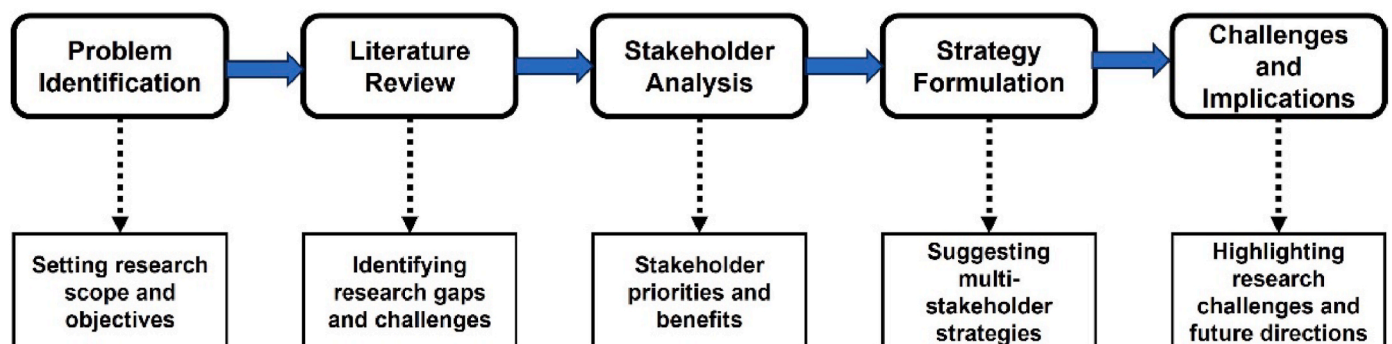 Problem
Identification
Literature
Review
Stakeholder
Analysis
Strategy
Formulation
Challenges
and
Implications
Setting research
scope and
objectives
Identifying
research gaps
and challenges
Stakeholder
priorities and
benefits
Suggesting
multi-
stakeholder
strategies
Highlighting
research
challenges and
future directions